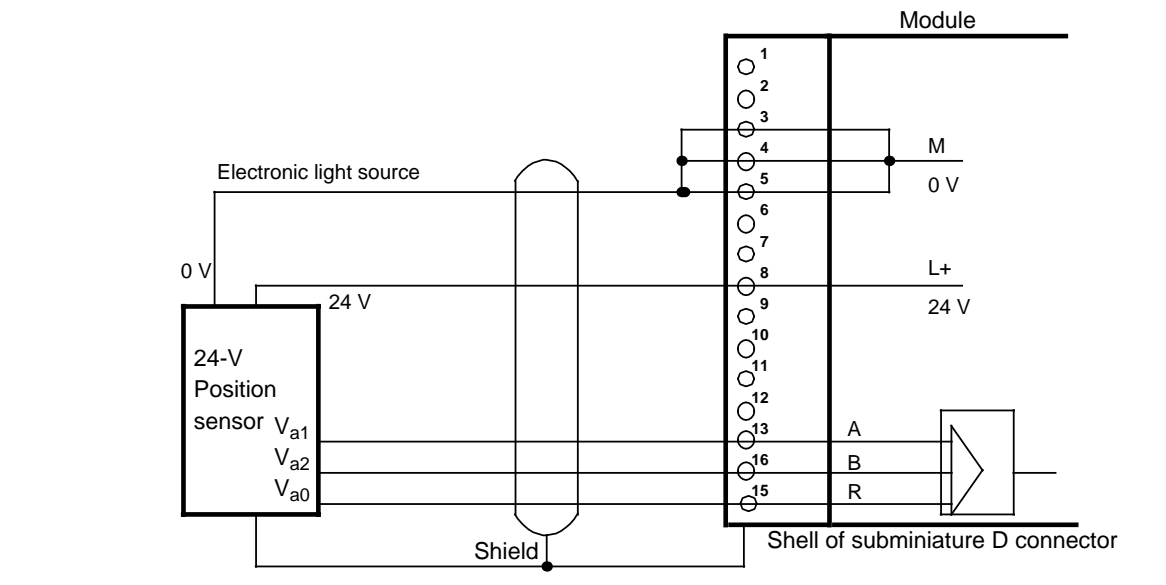 Module
1
2
3
4
5
6
7
8
9
10
11
12
13
16
15
M
0 V
L+
24 V
Electronic light source
0 V
24 V
24-V
Position
sensor
Va1
Va2
Va0
A
B
R
Shield
Shell of subminiature D connector